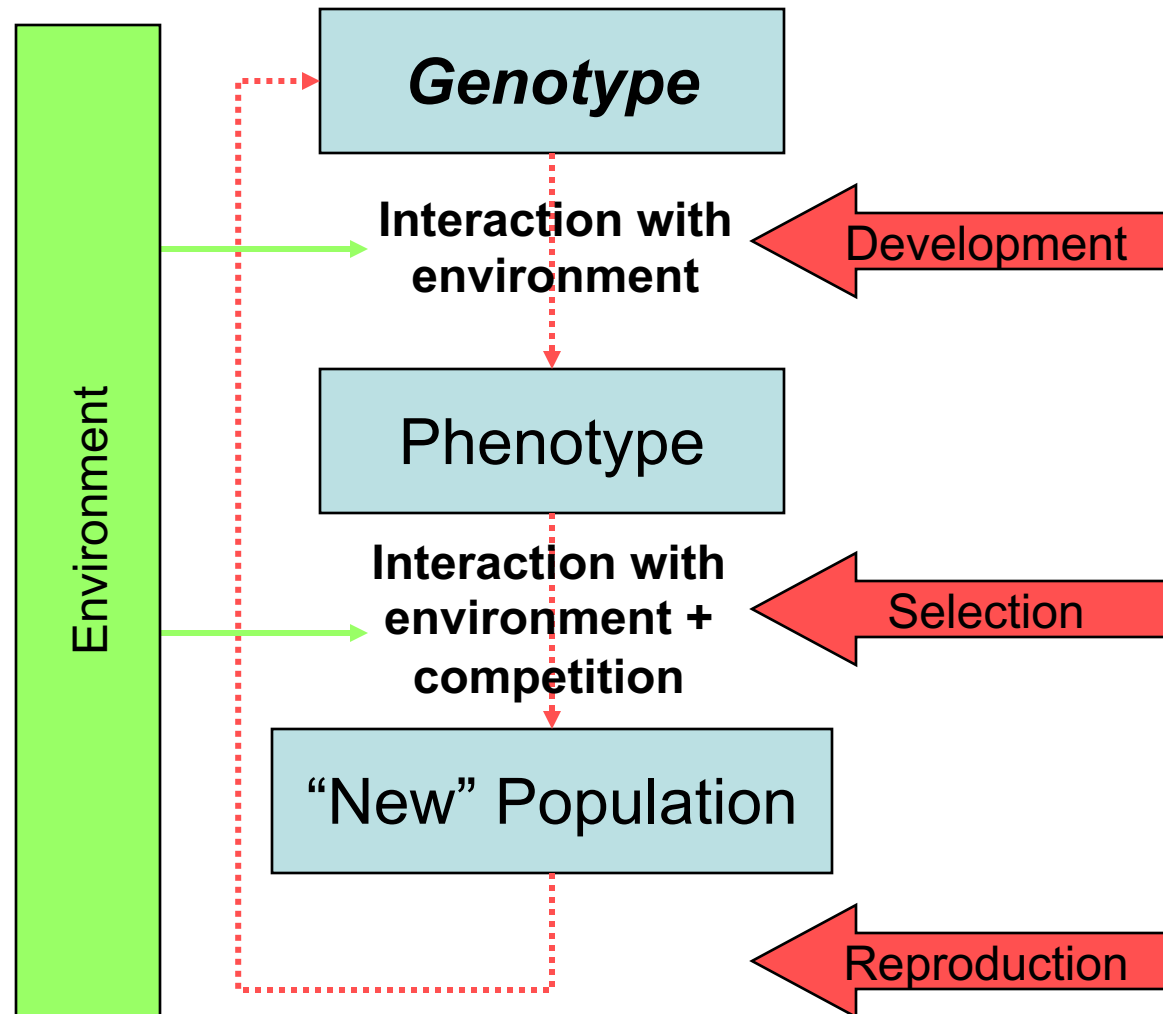 Genotype
Interaction with
environment
Development
Environment
Phenotype
Interaction with
environment +
competition
Selection
“New” Population
Reproduction